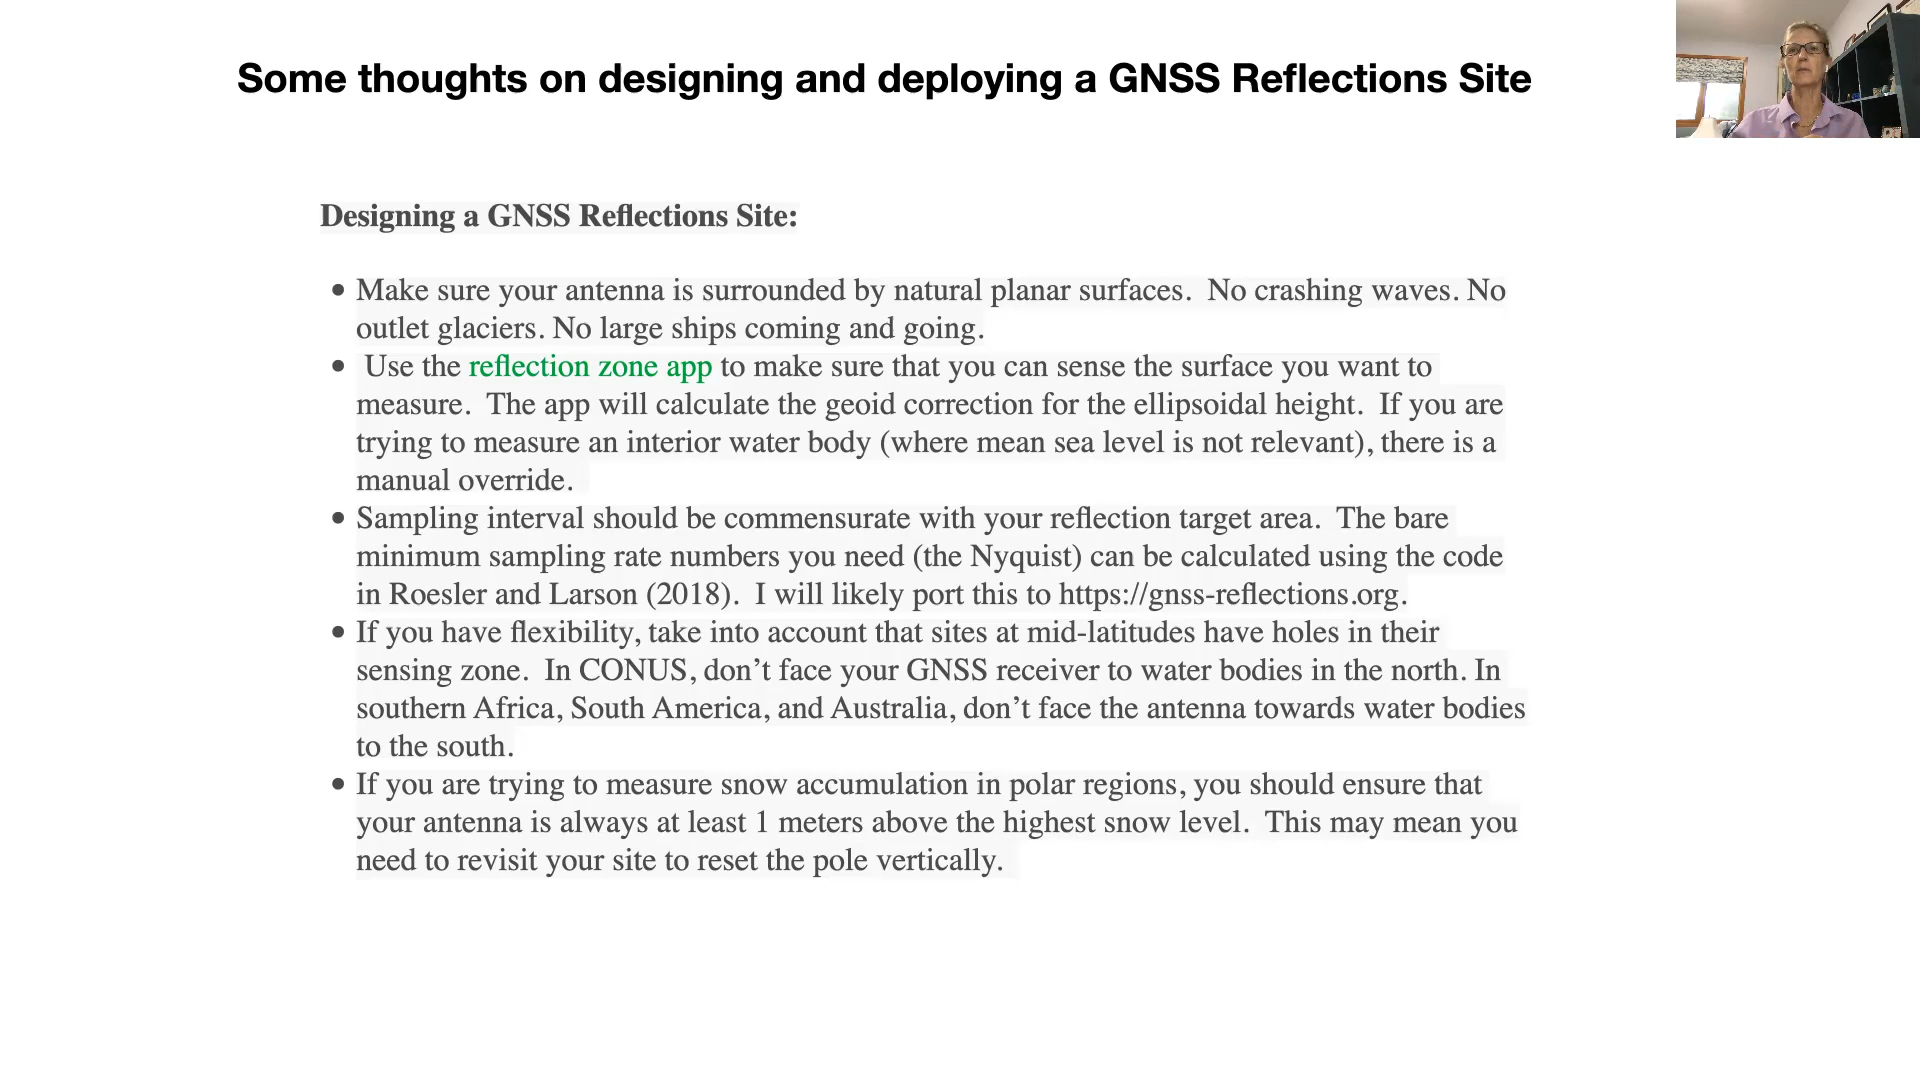 Some thoughts on designing and deploying a GNSS Reflections Site
Designing a GNSS Reflections Site:
• Make sure your antenna is surrounded by natural planar surfaces.  No crashing waves. No
outlet glaciers. No large ships coming and going.
• Use the reflection zone app to make sure that you can sense the surface you want to
measure.  The app will calculate the geoid correction for the ellipsoidal height.  If you are
trying to measure an interior water body (where mean sea level is not relevant), there is a
manual override.
• Sampling interval should be commensurate with your reflection target area.  The bare
minimum sampling rate numbers you need (the Nyquist) can be calculated using the code
in Roesler and Larson (2018).  I will likely port this to https://gnss-reflections.org.
• If you have flexibility, take into account that sites at mid-latitudes have holes in their
sensing zone.  In CONUS, don’t face your GNSS receiver to water bodies in the north. In
southern Africa, South America, and Australia, don’t face the antenna towards water bodies
to the south.
• If you are trying to measure snow accumulation in polar regions, you should ensure that
your antenna is always at least 1 meters above the highest snow level.  This may mean you
need to revisit your site to reset the pole vertically.